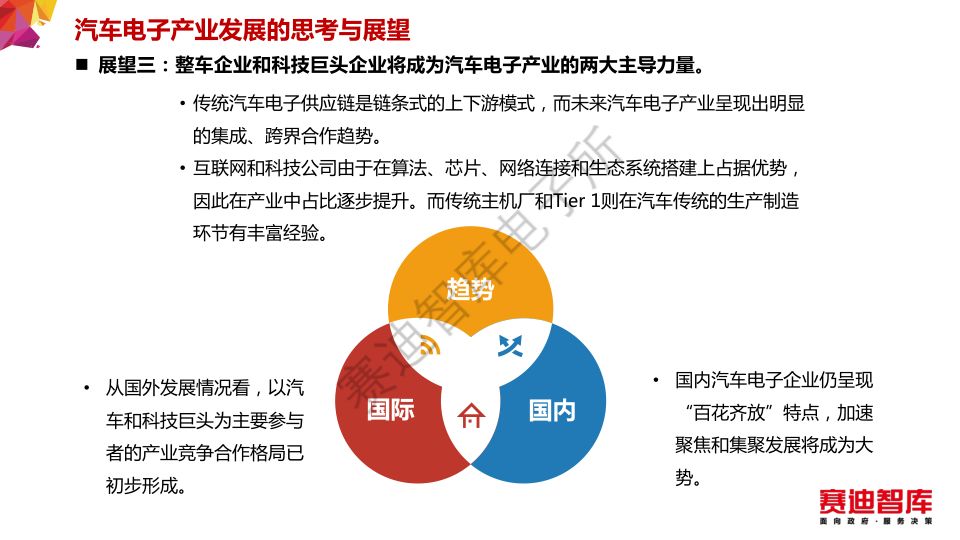 汽车电子产业发展的思考与展望
■ 展望三：整车企业和科技巨头企业将成为汽车电子产业的两大主导力量。
• 传统汽车电子供应链是链条式的上下游模式，而未来汽车电子产业呈现出明显
的集成、跨界合作趋势。
• 互联网和科技公司由于在算法、芯片、网络连接和生态系统搭建上占据优势，
因此在产业中占比逐步提升。而传统主机厂和Tier 1则在汽车传统的生产制造
环节有丰富经验。
趋势
国际
国内
• 从国外发展情况看，以汽
车和科技巨头为主要参与
者的产业竞争合作格局已
初步形成。
• 国内汽车电子企业仍呈现
“百花齐放”特点，加速
聚焦和集聚发展将成为大
势。
赛迪智库电子所
赛迪智库
面向政府·服务决策